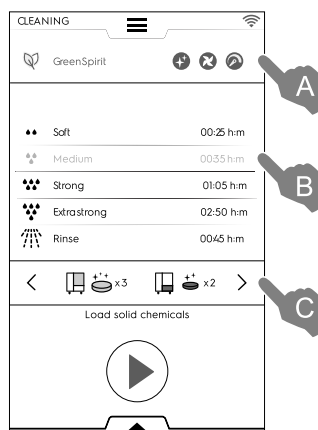 CLEANING
GreenSpirit
A
Soft 00:25 h:m
Medium 00:35 h:m
B
Strong 01:05 h:m
Extrastrong 02:50 h:m
Rinse 00:45 h:m
x3 x2
C
Load solid chemicals